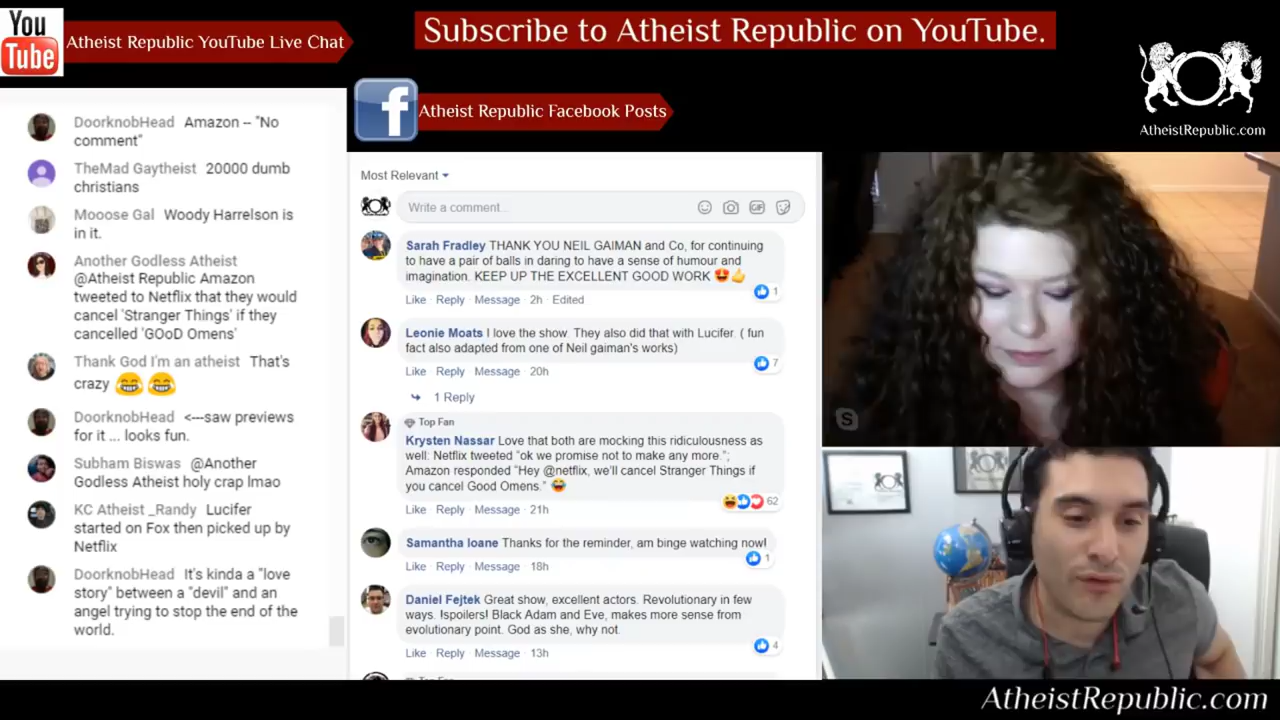 You
Tube
Atheist Republic YouTube Live Chat
Subscribe to Atheist Republic on YouTube.
AtheistRepublic.com
f
Atheist Republic Facebook Posts
DoorknobHead Amazon -- "No
comment"
TheMad Gaytheist 20000 dumb
christians
Mooose Gal Woody Harrelson is
in it.
Another Godless Atheist
@Atheist Republic Amazon
tweeted to Netflix that they would
cancel 'Stranger Things' if they
cancelled 'GOoD Omens'
Thank God I'm an atheist That's
crazy 😂 😂
DoorknobHead <---saw previews
for it ... looks fun.
Subham Biswas @Another
Godless Atheist holy crap lmao
KC Atheist _Randy Lucifer
started on Fox then picked up by
Netflix
DoorknobHead It's kinda a "love
story" between a "devil" and an
angel trying to stop the end of the
world.
Most Relevant
Write a comment...
GIF
Sarah Fradley THANK YOU NEIL GAIMAN and Co, for continuing
to have a pair of balls in daring to have a sense of humour and
imagination. KEEP UP THE EXCELLENT GOOD WORK 🤩👍
1
Like · Reply · Message · 2h · Edited
Leonie Moats I love the show. They also did that with Lucifer. ( fun
fact also adapted from one of Neil gaiman's works)
7
Like · Reply · Message · 20h
1 Reply
Top Fan
Krysten Nassar Love that both are mocking this ridiculousness as
well: Netflix tweeted "ok we promise not to make any more.";
Amazon responded "Hey @netflix, we'll cancel Stranger Things if
you cancel Good Omens." 😂
62
Like · Reply · Message · 21h
Samantha Ioane Thanks for the reminder, am binge watching now!
1
Like · Reply · Message · 18h
Daniel Fejtek Great show, excellent actors. Revolutionary in few
ways. !spoilers! Black Adam and Eve, makes more sense from
evolutionary point. God as she, why not.
4
Like · Reply · Message · 13h
Top Fan
S
AtheistRepublic.com